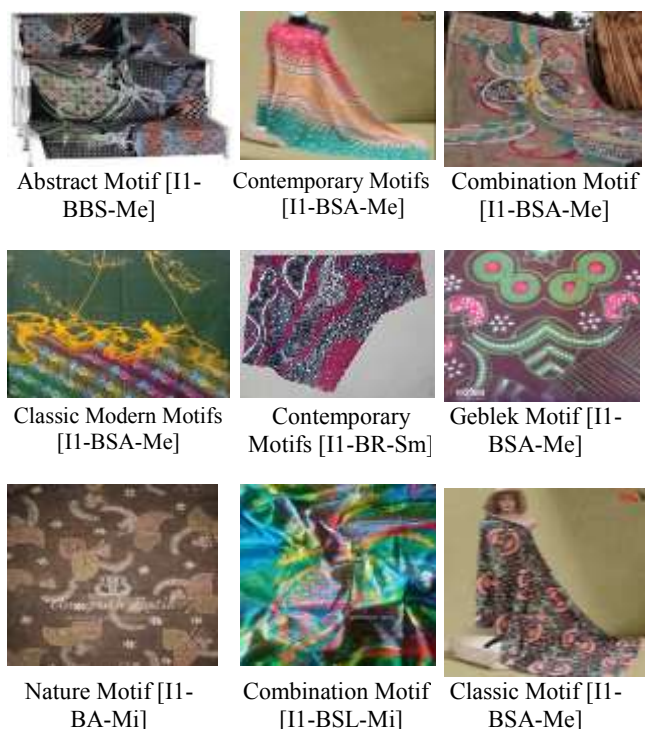 Abstract Motif [I1-
BBS-Me]
Contemporary Motifs
[I1-BSA-Me]
Combination Motif
[I1-BSA-Me]
Classic Modern Motifs
[I1-BSA-Me]
Contemporary
Motifs [I1-BR-Sm]
Geblek Motif [I1-
BSA-Me]
Nature Motif [I1-
BA-Mi]
Combination Motif
[I1-BSL-Mi]
Classic Motif [I1-
BSA-Me]